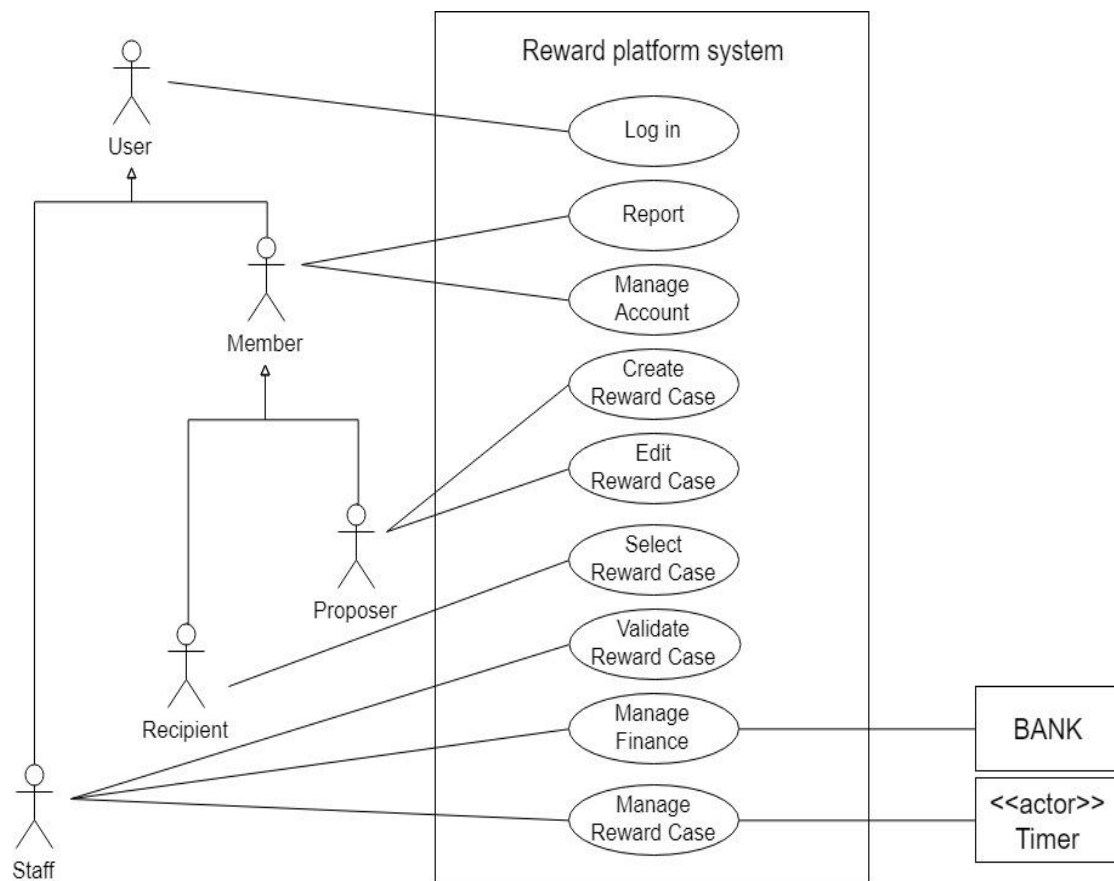 Reward platform system
User
Log in
Report
Member
Manage
Account
Create
Reward Case
Edit
Reward Case
Proposer
Select
Reward Case
Recipient
Validate
Reward Case
Manage
Finance
BANK
Staff
Manage
Reward Case
<<actor>>
Timer